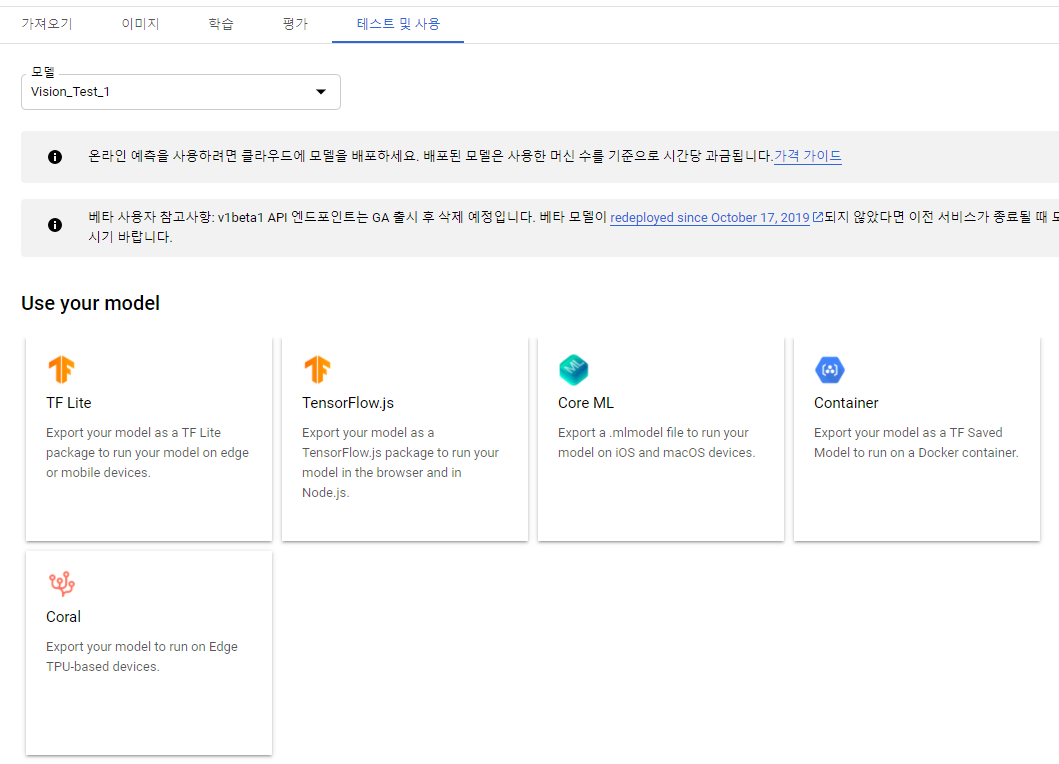 가져오기 이미지 학습 평가 테스트 및 사용
모델
Vision_Test_1
온라인 예측을 사용하려면 클라우드에 모델을 배포하세요. 배포된 모델은 사용한 머신 수를 기준으로 시간당 과금됩니다.가격 가이드
베타 사용자 참고사항: v1beta1 API 엔드포인트는 GA 출시 후 삭제 예정입니다. 베타 모델이 redeployed since October 17, 2019되지 않았다면 이전 서비스가 종료될 때
시기 바랍니다.
Use your model
TF Lite
Export your model as a TF Lite
package to run your model on edge
or mobile devices.
TensorFlow.js
Export your model as a
TensorFlow.js package to run your
model in the browser and in
Node.js.
ML
Core ML
Export a .mlmodel file to run your
model on iOS and macOS devices.
Container
Export your model as a TF Saved
Model to run on a Docker container.
Coral
Export your model to run on Edge
TPU-based devices.